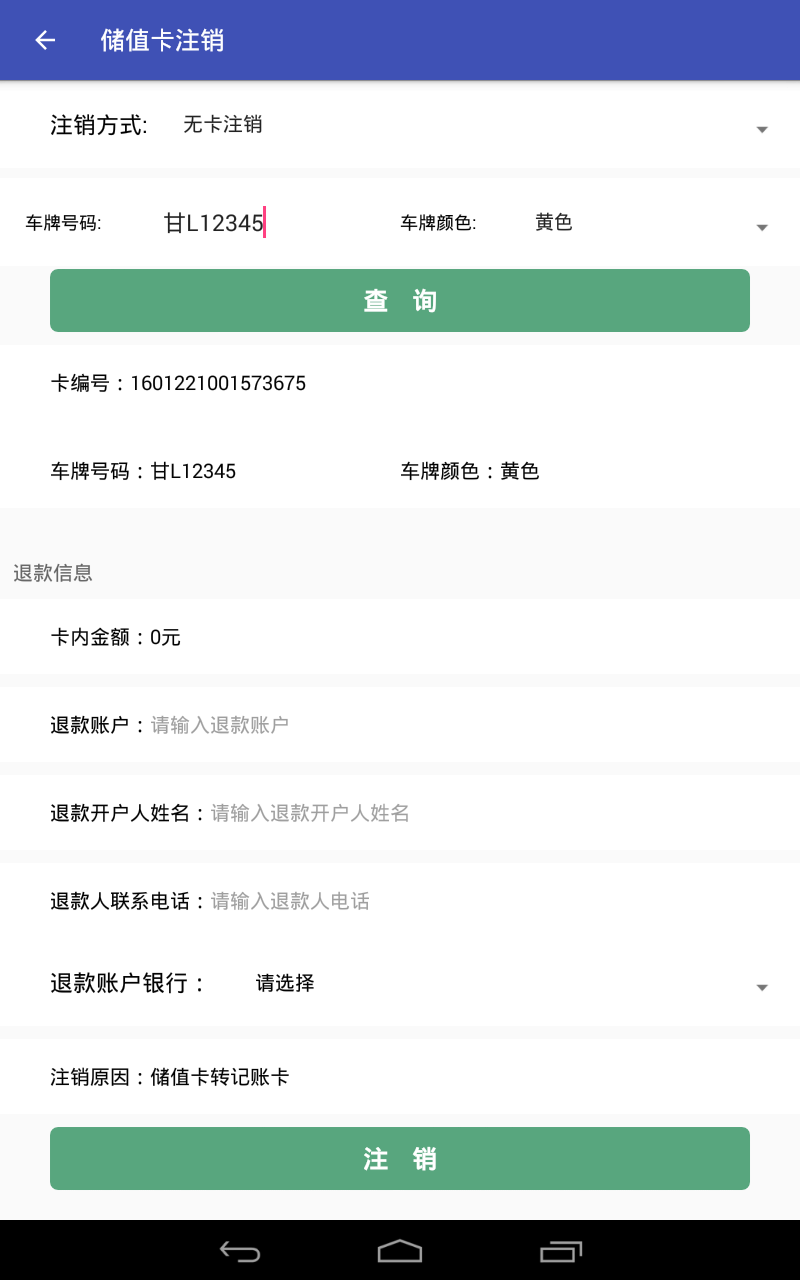 储值卡注销
注销方式: 无卡注销
车牌号码: 甘L12345 车牌颜色: 黄色
查 询
卡编号：1601221001573675
车牌号码：甘L12345 车牌颜色：黄色
退款信息
卡内金额：0元
退款账户：请输入退款账户
退款开户人姓名：请输入退款开户人姓名
退款人联系电话：请输入退款人电话
退款账户银行： 请选择
注销原因：储值卡转记账卡
注 销